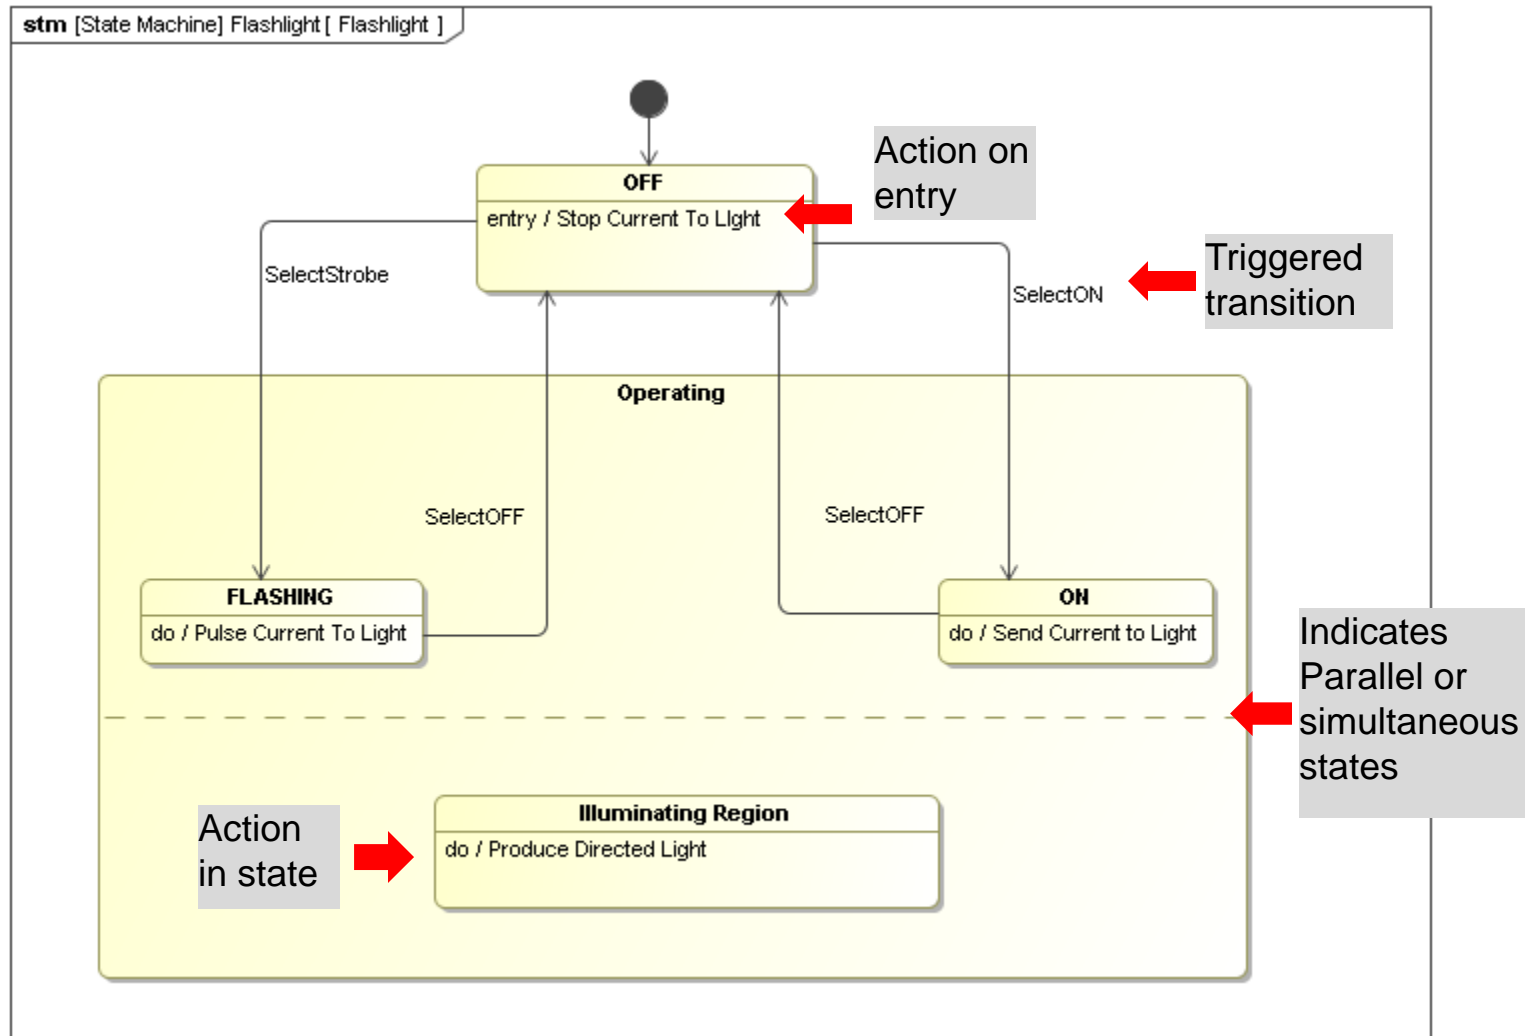 stm [State Machine] Flashlight [ Flashlight ]
OFF
entry / Stop Current To LIght
Action on
entry
SelectStrobe
SelectON
Triggered
transition
Operating
SelectOFF
SelectOFF
FLASHING
do / Pulse Current To Light
ON
do / Send Current to Light
Indicates
Parallel or
simultaneous
states
Illuminating Region
do / Produce Directed Light
Action
in state